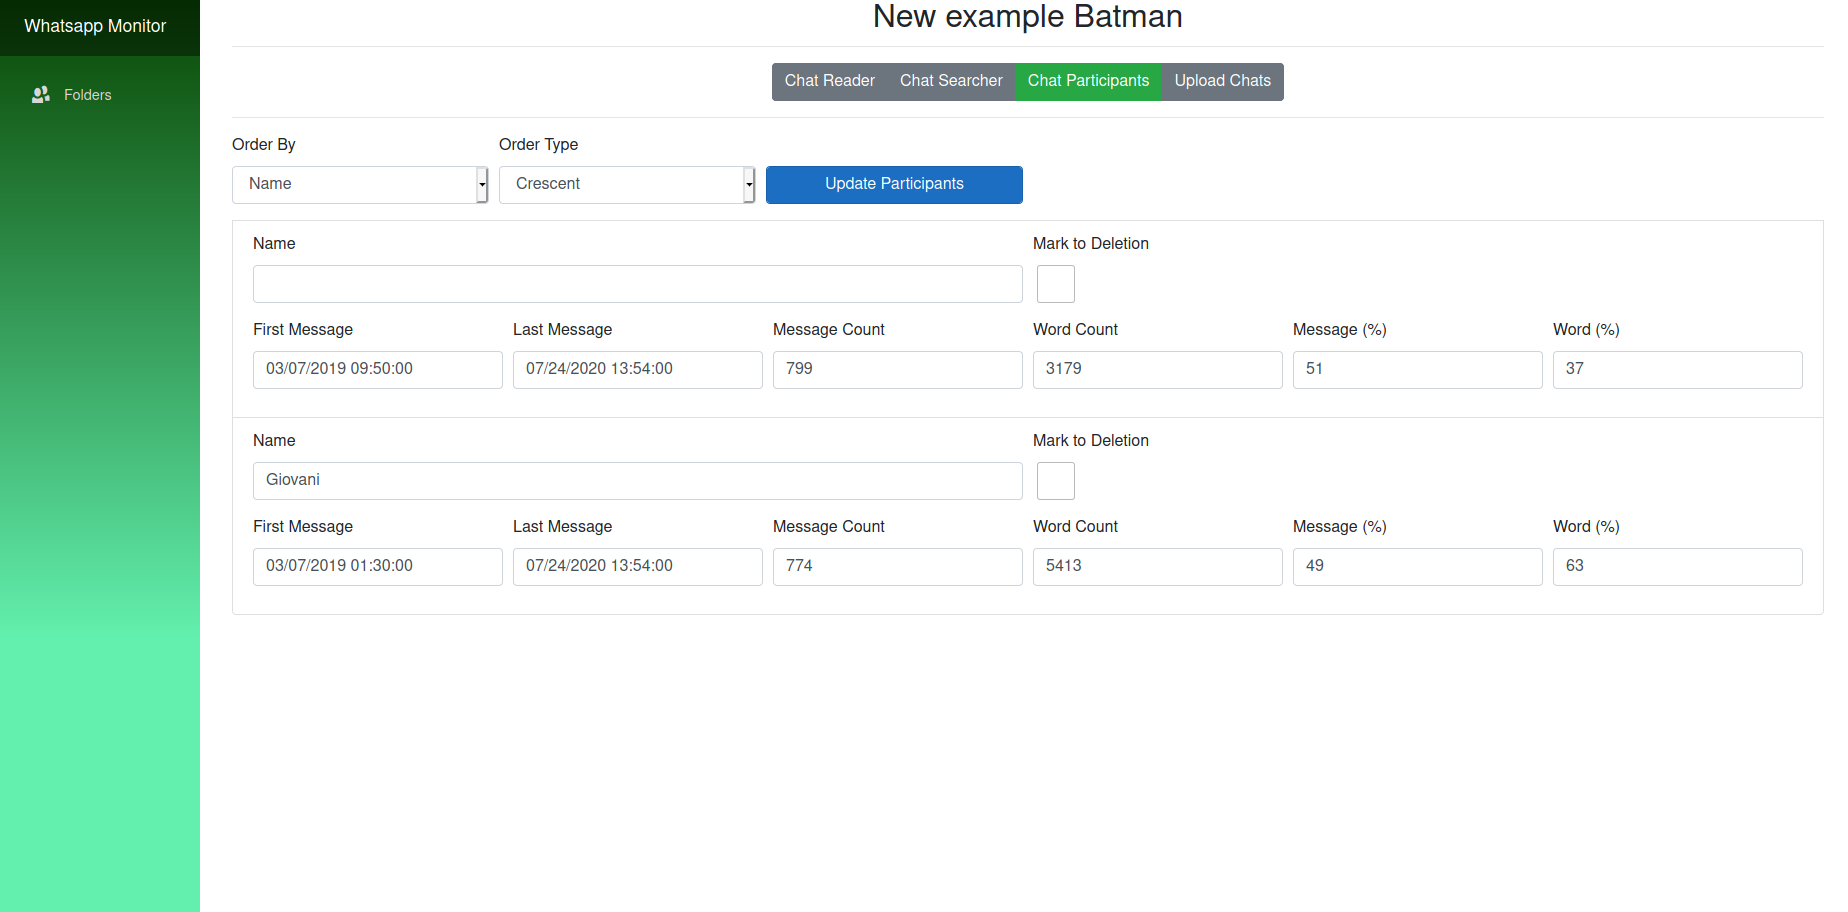 Whatsapp Monitor
Folders
New example Batman
Chat Reader Chat Searcher Chat Participants Upload Chats
Order By Order Type
Name Crescent Update Participants
Name Mark to Deletion
First Message Last Message Message Count Word Count Message (%) Word (%)
03/07/2019 09:50:00 07/24/2020 13:54:00 799 3179 51 37
Name Mark to Deletion
Giovani
First Message Last Message Message Count Word Count Message (%) Word (%)
03/07/2019 01:30:00 07/24/2020 13:54:00 774 5413 49 63